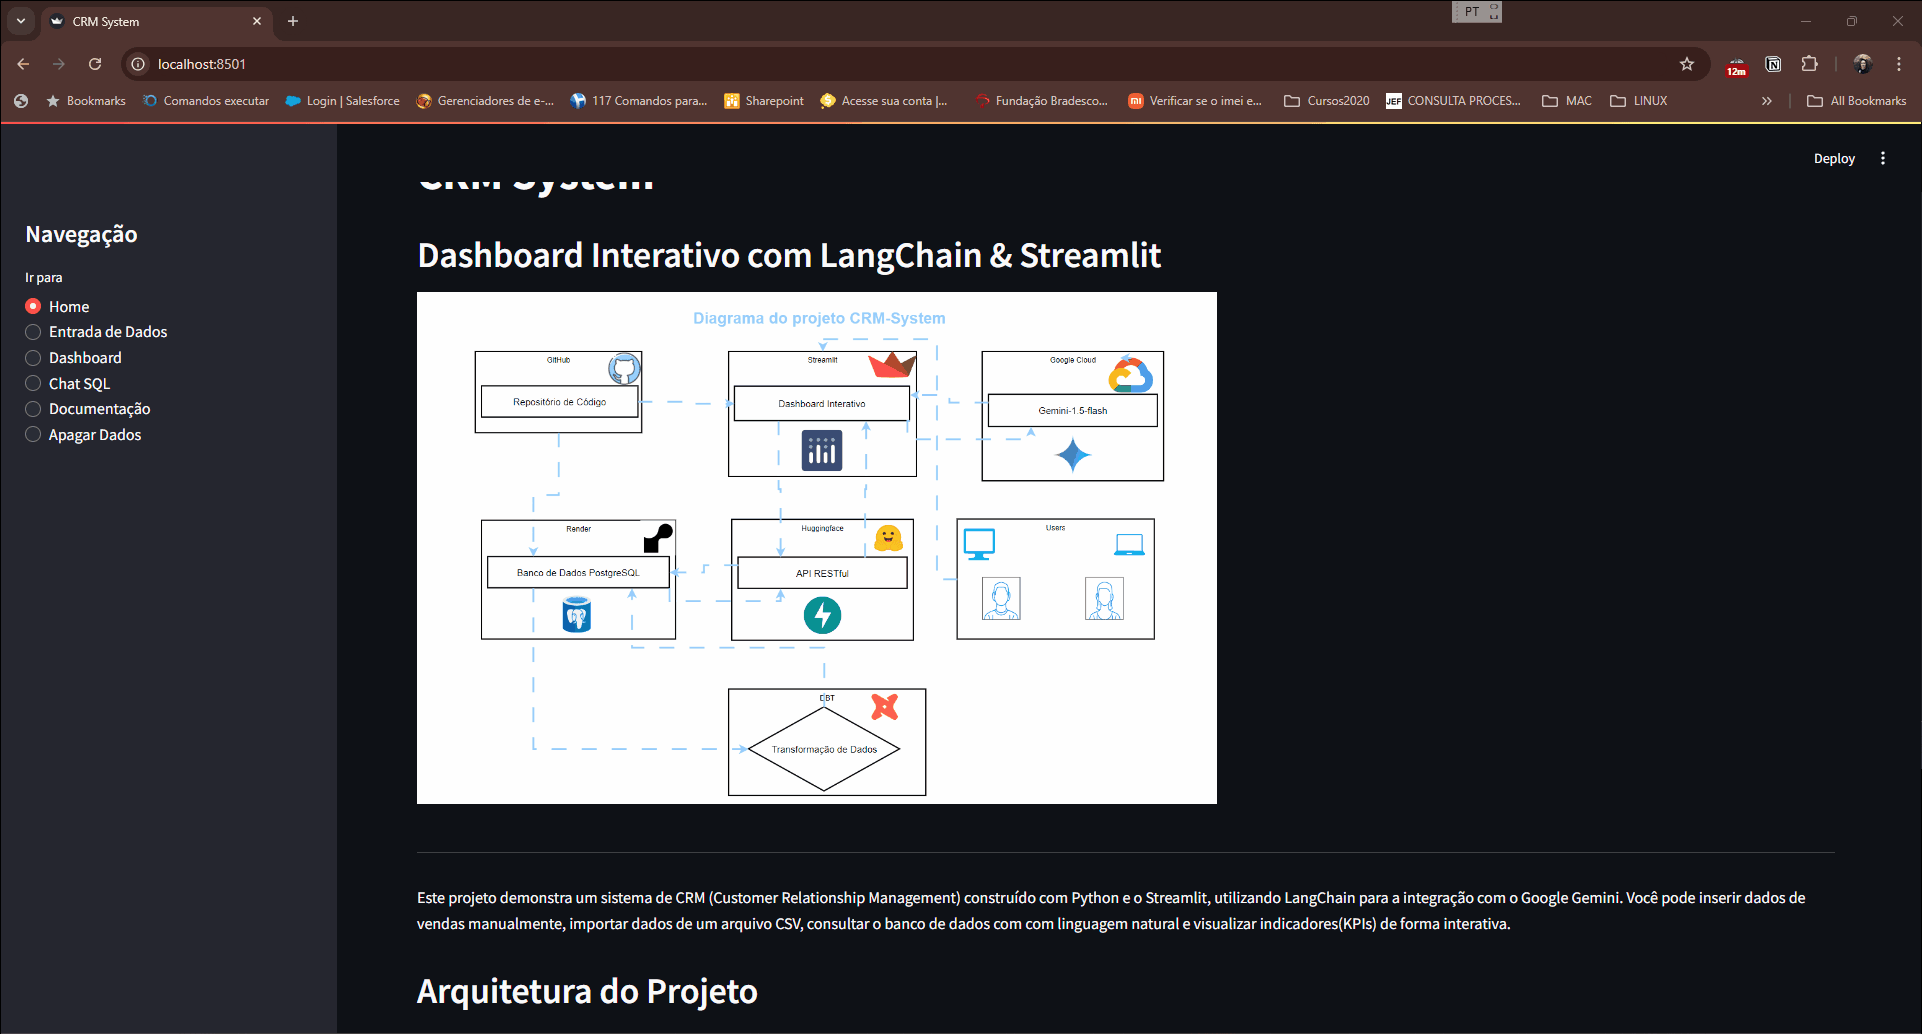 CRM System
PT
localhost:8501
12m
Bookmarks
Comandos executar
Login | Salesforce
Gerenciadores de e-...
117 Comandos para...
Sharepoint
Acesse sua conta |...
Fundação Bradesco...
Verificar se o imei e...
Cursos2020
JEF CONSULTA PROCES...
MAC
LINUX
All Bookmarks
Deploy
Navegação
Ir para
Home
Entrada de Dados
Dashboard
Chat SQL
Documentação
Apagar Dados
CRM System
Dashboard Interativo com LangChain & Streamlit
Diagrama do projeto CRM-System
GitHub
Repositório de Código
Streamlit
Dashboard Interativo
Google Cloud
Gemini-1.5-flash
Render
Banco de Dados PostgreSQL
Huggingface
API RESTful
Users
DBT
Transformação de Dados
Este projeto demonstra um sistema de CRM (Customer Relationship Management) construído com Python e o Streamlit, utilizando LangChain para a integração com o Google Gemini. Você pode inserir dados de
vendas manualmente, importar dados de um arquivo CSV, consultar o banco de dados com com linguagem natural e visualizar indicadores(KPIs) de forma interativa.
Arquitetura do Projeto